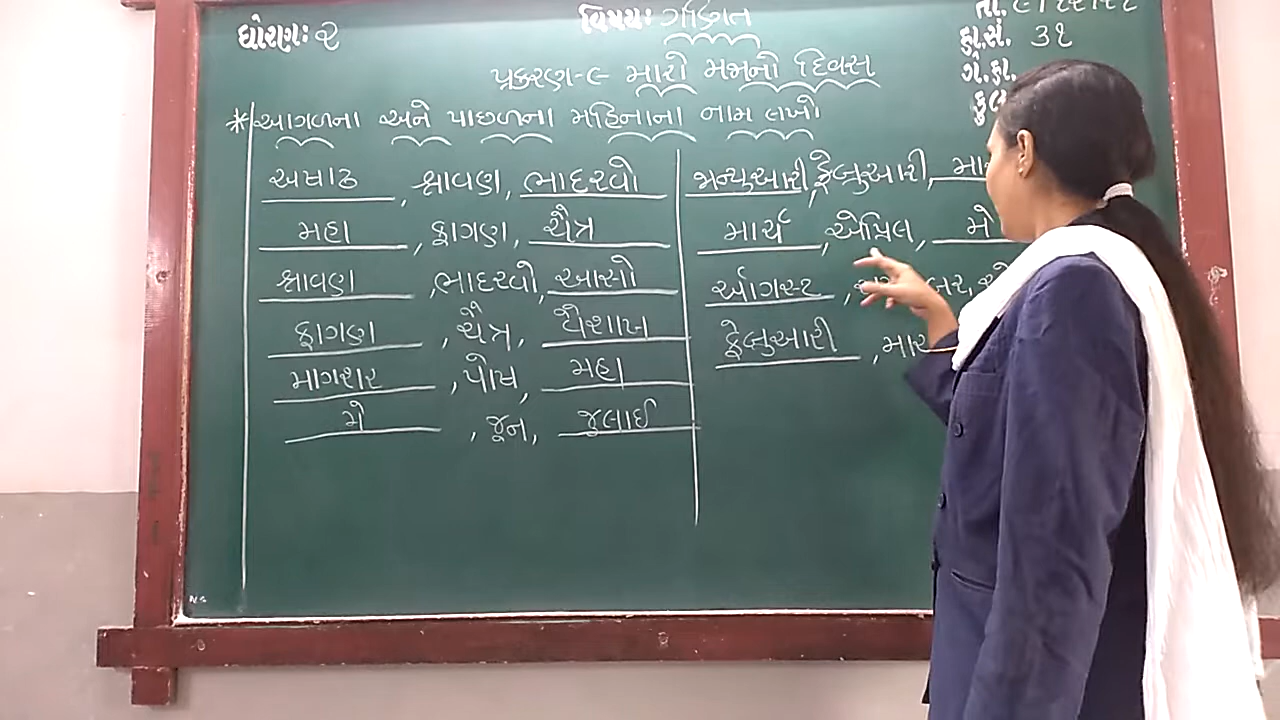 ધોરણ: ૨
વિષય: ગણિત
તા.
હા.સં. ૩૧
ગે.હા.
પ્રકરણ-૯ મારો મજાનો દિવસ
* આગળના અને પાછળના મહિનાના નામ લખો
અષાઢ, શ્રાવણ, ભાદરવો
મહા, ફાગણ, ચૈત્ર
શ્રાવણ, ભાદરવો, આસો
ફાગણ, ચૈત્ર, વૈશાખ
માગશર, પોષ, મહા
મે, જૂન, જુલાઈ
જાન્યુઆરી, ફેબ્રુઆરી, મા
માર્ચ, એપ્રિલ, મે
ઑગસ્ટ,
ફેબ્રુઆરી, માર